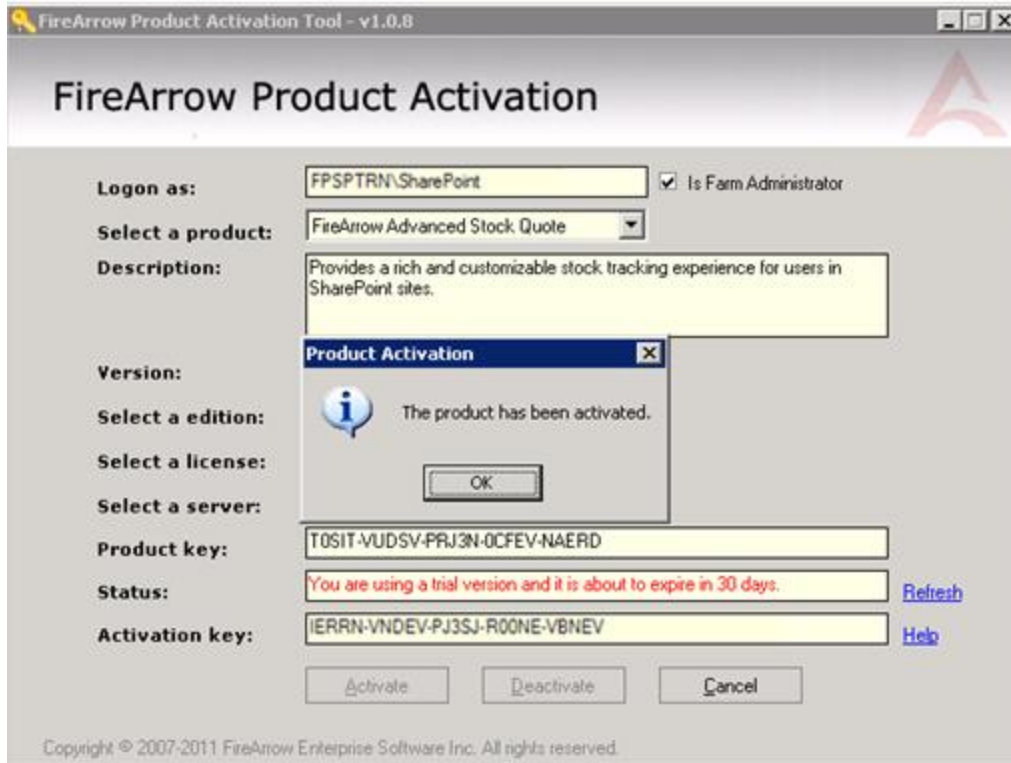 FireArrow Product Activation Tool - v1.0.8
FireArrow Product Activation
Logon as:
FPSPTRN\SharePoint
Is Farm Administrator
Select a product:
FireArrow Advanced Stock Quote
Description:
Provides a rich and customizable stock tracking experience for users in
SharePoint sites.
Product Activation
Version:
The product has been activated.
Select a edition:
Select a license:
OK
Select a server:
Product key:
T0SIT-VUDSV-PRJ3N-0CFEV-NAERD
Status:
You are using a trial version and it is about to expire in 30 days.
Refresh
Activation key:
IERRN-VNDEV-PJ3SJ-R00NE-VBNEV
Help
Activate
Deactivate
Cancel
Copyright © 2007-2011 FireArrow Enterprise Software Inc. All rights reserved.